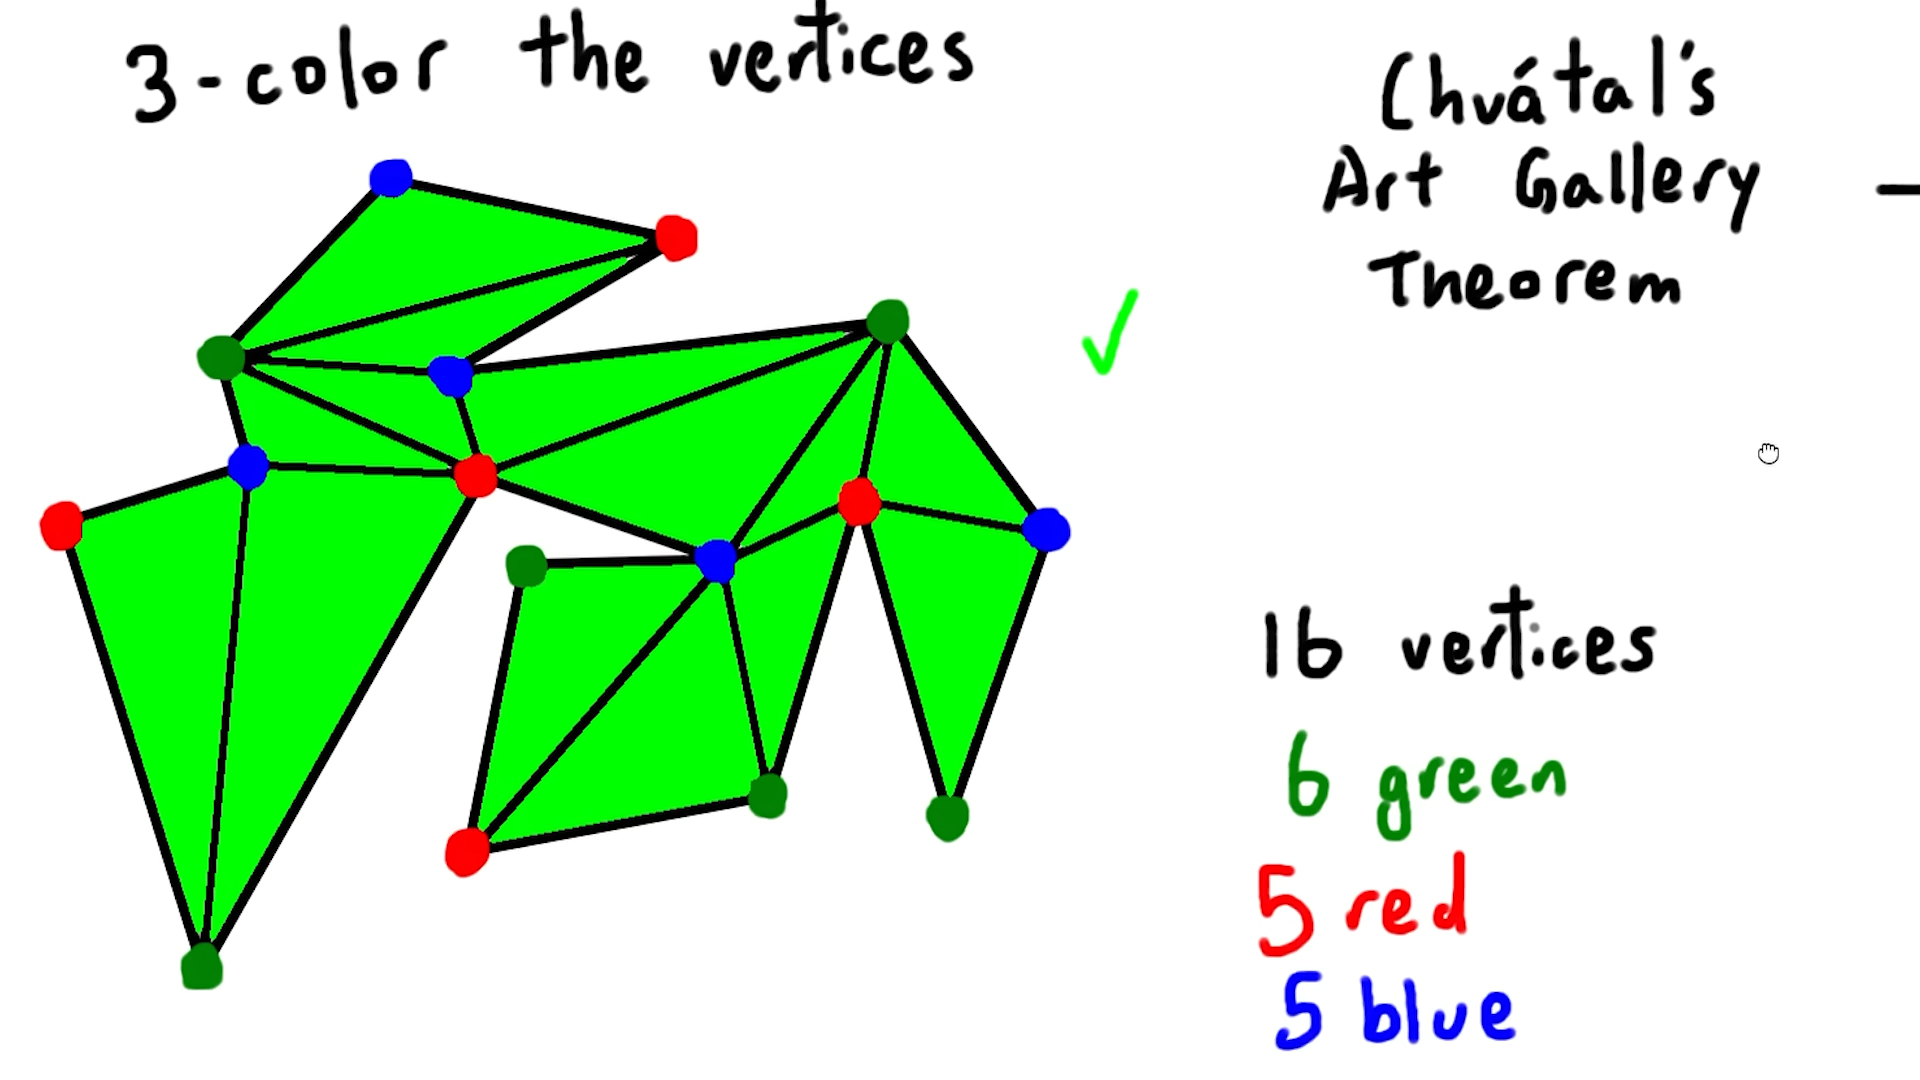 3-color the vertices
Chvátal's
Art Gallery
Theorem
16 vertices
6 green
5 red
5 blue